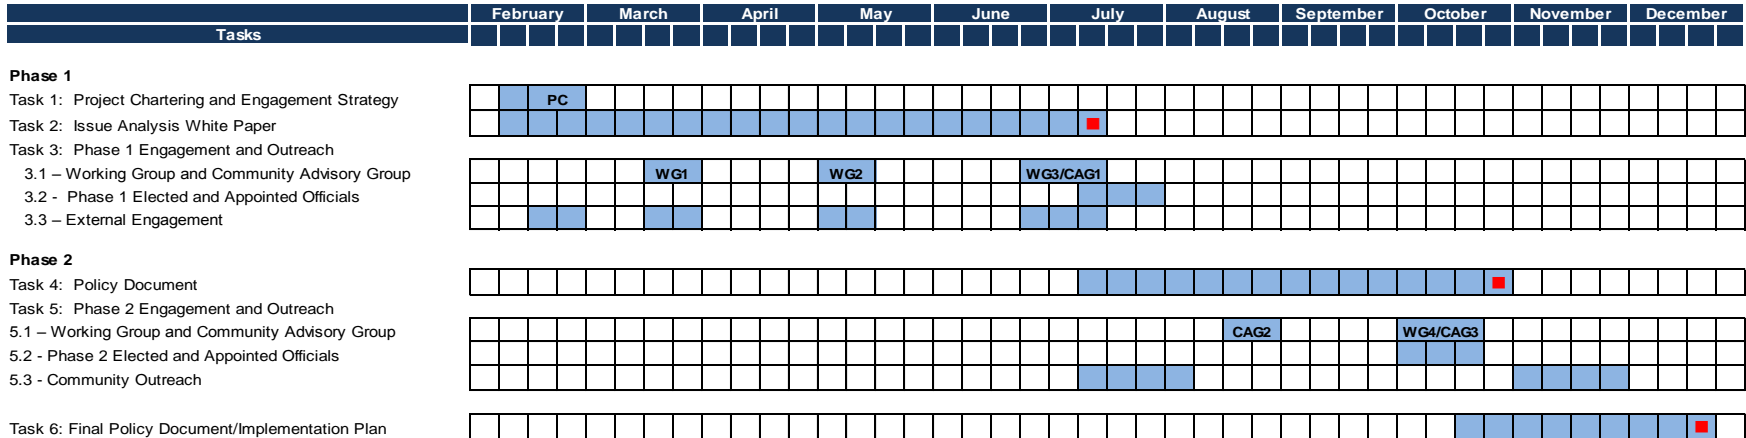 February March April May June July August September October November December
Tasks
Phase 1
Task 1: Project Chartering and Engagement Strategy PC
Task 2: Issue Analysis White Paper
Task 3: Phase 1 Engagement and Outreach
3.1 – Working Group and Community Advisory Group WG1 WG2 WG3/CAG1
3.2 - Phase 1 Elected and Appointed Officials
3.3 – External Engagement
Phase 2
Task 4: Policy Document
Task 5: Phase 2 Engagement and Outreach
5.1 – Working Group and Community Advisory Group CAG2 WG4/CAG3
5.2 - Phase 2 Elected and Appointed Officials
5.3 - Community Outreach
Task 6: Final Policy Document/Implementation Plan